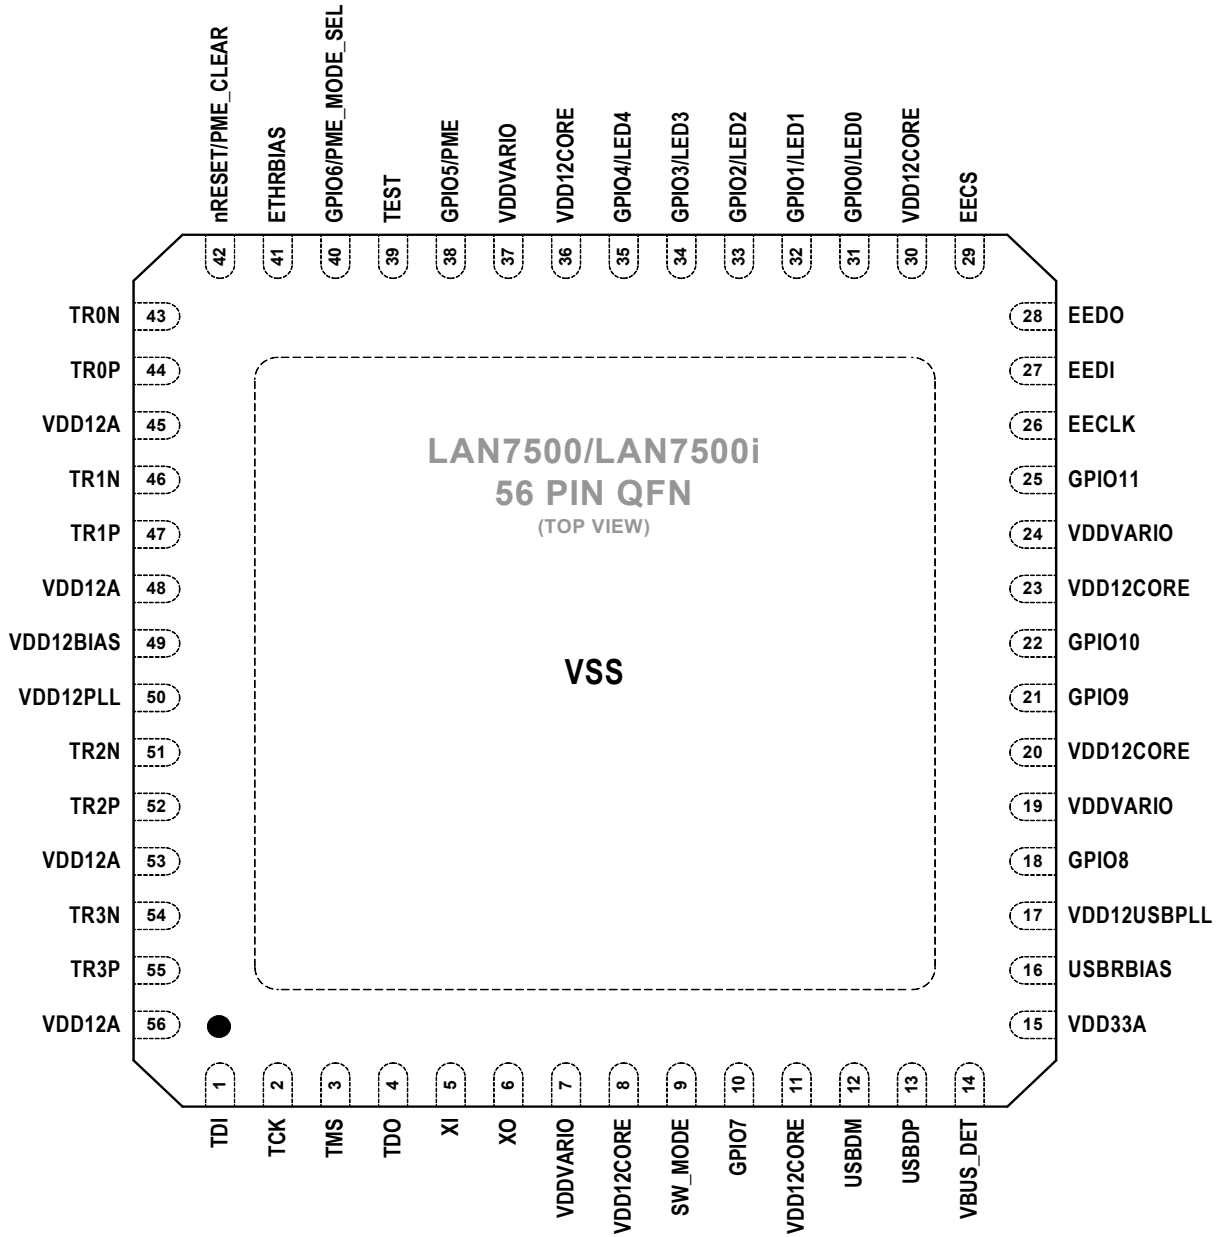 nRESET/PME_CLEAR
ETHRBIAS
GPIO6/PME_MODE_SEL
TEST
GPIO5/PME
VDDVARIO
VDD12CORE
GPIO4/LED4
GPIO3/LED3
GPIO2/LED2
GPIO1/LED1
GPIO0/LED0
VDD12CORE
EECS
42
41
40
39
38
37
36
35
34
33
32
31
30
29
TR0N 43
TR0P 44
VDD12A 45
TR1N 46
TR1P 47
VDD12A 48
VDD12BIAS 49
VDD12PLL 50
TR2N 51
TR2P 52
VDD12A 53
TR3N 54
TR3P 55
VDD12A 56
LAN7500/LAN7500i
56 PIN QFN
(TOP VIEW)
VSS
28 EEDO
27 EEDI
26 EECLK
25 GPIO11
24 VDDVARIO
23 VDD12CORE
22 GPIO10
21 GPIO9
20 VDD12CORE
19 VDDVARIO
18 GPIO8
17 VDD12USBPLL
16 USBRBIAS
15 VDD33A
1
2
3
4
5
6
7
8
9
10
11
12
13
14
TDI
TCK
TMS
TDO
XI
XO
VDDVARIO
VDD12CORE
SW_MODE
GPIO7
VDD12CORE
USBDM
USBDP
VBUS_DET